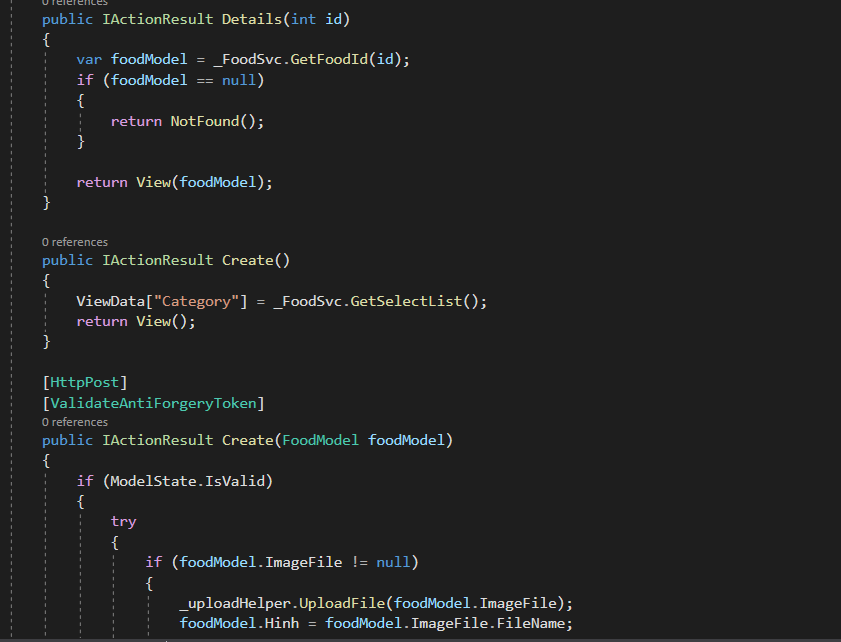 0 references
public IActionResult Details(int id)
{
var foodModel = _FoodSvc.GetFoodId(id);
if (foodModel == null)
{
return NotFound();
}
return View(foodModel);
}
0 references
public IActionResult Create()
{
ViewData["Category"] = _FoodSvc.GetSelectList();
return View();
}
[HttpPost]
[ValidateAntiForgeryToken]
0 references
public IActionResult Create(FoodModel foodModel)
{
if (ModelState.IsValid)
{
try
{
if (foodModel.ImageFile != null)
{
_uploadHelper.UploadFile(foodModel.ImageFile);
foodModel.Hinh = foodModel.ImageFile.FileName;